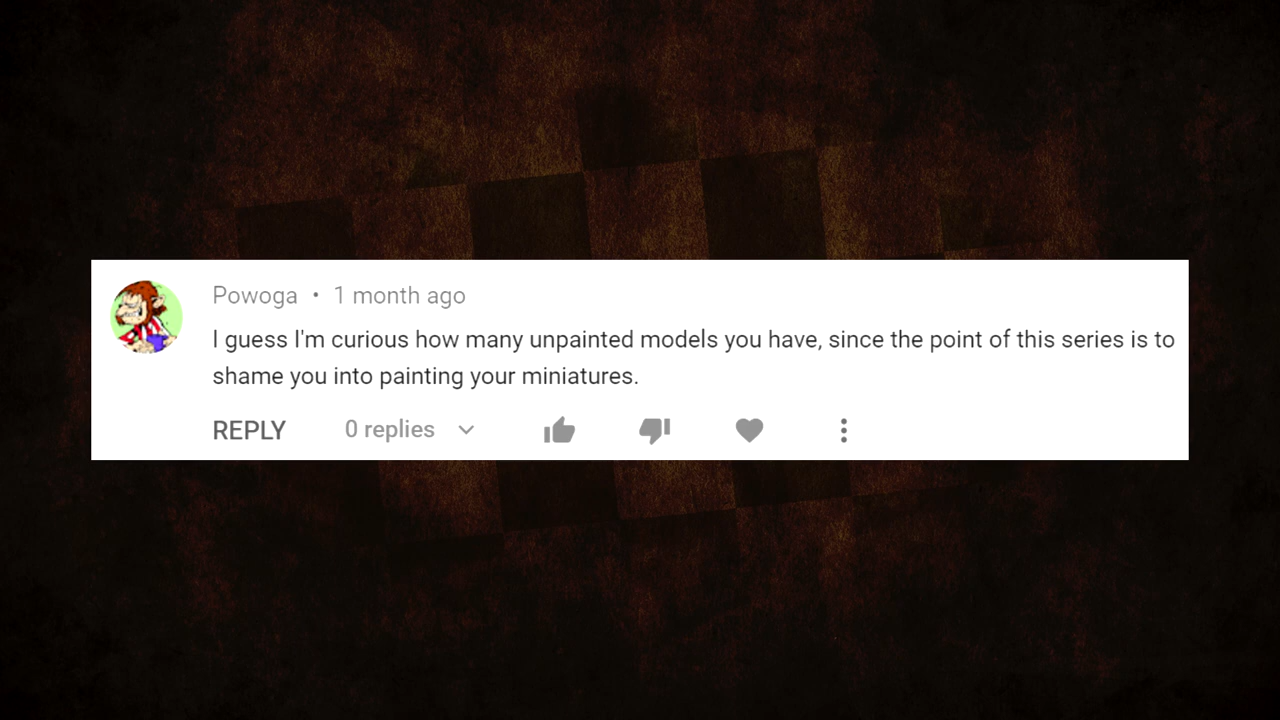 Powoga • 1 month ago
I guess I'm curious how many unpainted models you have, since the point of this series is to
shame you into painting your miniatures.
REPLY 0 replies